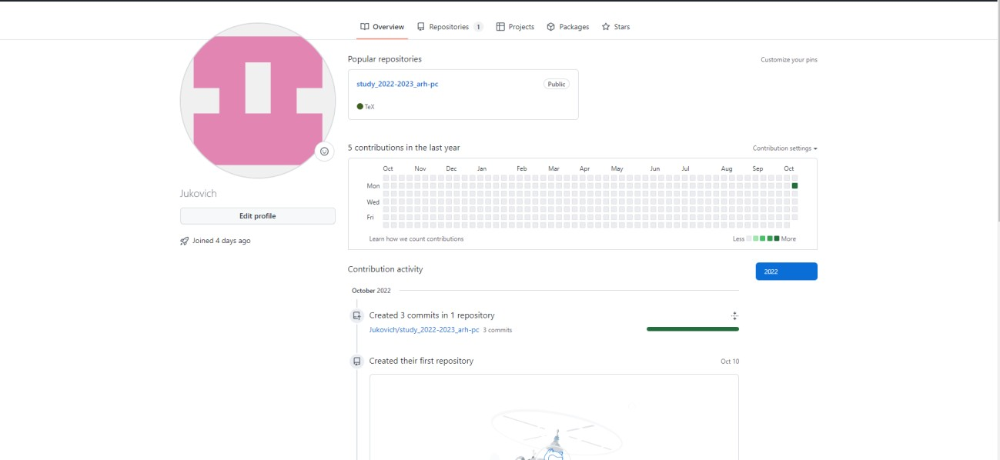 Overview Repositories 1 Projects Packages Stars
Popular repositories Customize your pins
study_2022-2023_arh-pc Public
TeX
5 contributions in the last year Contribution settings
Oct Nov Dec Jan Feb Mar Apr May Jun Jul Aug Sep Oct
Mon
Wed
Fri
Learn how we count contributions Less More
Jukovich
Edit profile
Joined 4 days ago
Contribution activity 2022
October 2022
Created 3 commits in 1 repository
Jukovich/study_2022-2023_arh-pc 3 commits
Created their first repository Oct 10